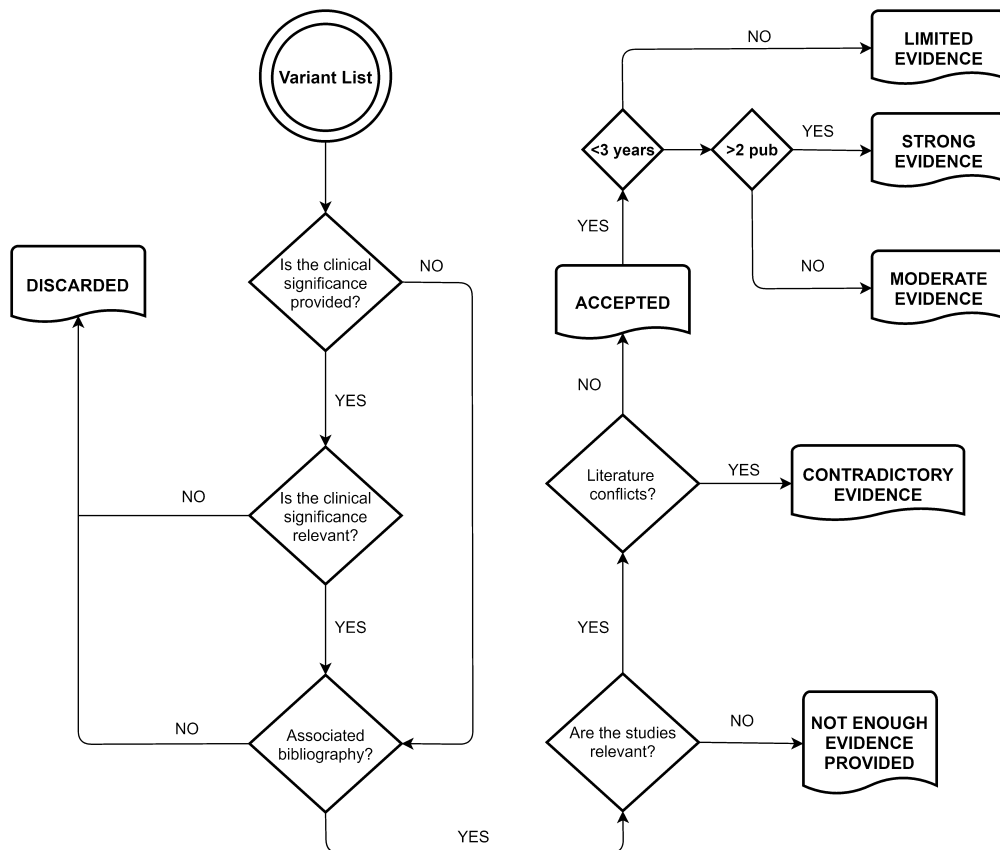 Variant List
Is the clinical
significance
provided?
NO
YES
DISCARDED
Is the clinical
significance
relevant?
NO
YES
Associated
bibliography?
NO
YES
Are the studies
relevant?
NO
NOT ENOUGH
EVIDENCE
PROVIDED
YES
Literature
conflicts?
YES
CONTRADICTORY
EVIDENCE
NO
ACCEPTED
YES
<3 years
NO
LIMITED
EVIDENCE
>2 pub
YES
STRONG
EVIDENCE
NO
MODERATE
EVIDENCE